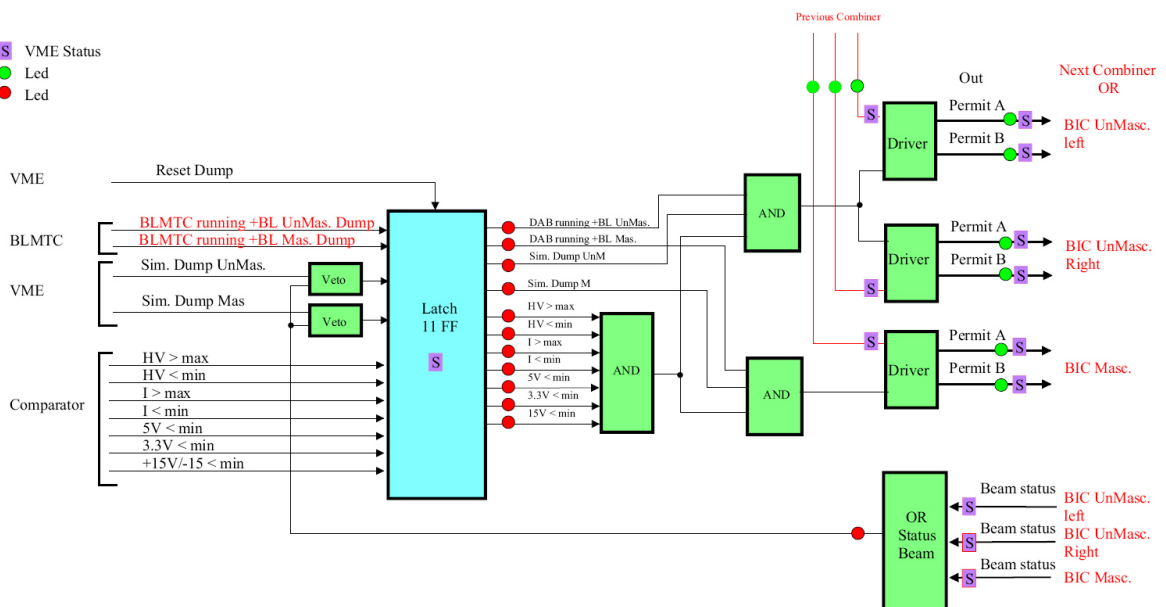 Previous Combiner
S VME Status
Led
Led
Out
Next Combiner
OR
Permit A
S
S
BIC UnMasc.
left
Driver
Permit B
S
VME
Reset Dump
AND
BLMTC
BLMTC running +BL UnMas. Dump
BLMTC running +BL Mas. Dump
DAB running +BL UnMas.
DAB running +BL Mas.
Sim. Dump UnM
Sim. Dump M
Permit A
S
BIC UnMasc.
Right
Driver
Permit B
S
S
VME
Sim. Dump UnMas.
Veto
Sim. Dump Mas
Veto
Latch
11 FF
S
HV > max
HV < min
I > max
I < min
5V < min
3.3V < min
15V < min
AND
AND
S
Permit A
S
Driver
Permit B
S
BIC Masc.
Comparator
HV > max
HV < min
I > max
I < min
5V < min
3.3V < min
+15V/-15 < min
OR
Status
Beam
Beam status
S
BIC UnMasc.
left
Beam status
S
BIC UnMasc.
Right
Beam status
S
BIC Masc.